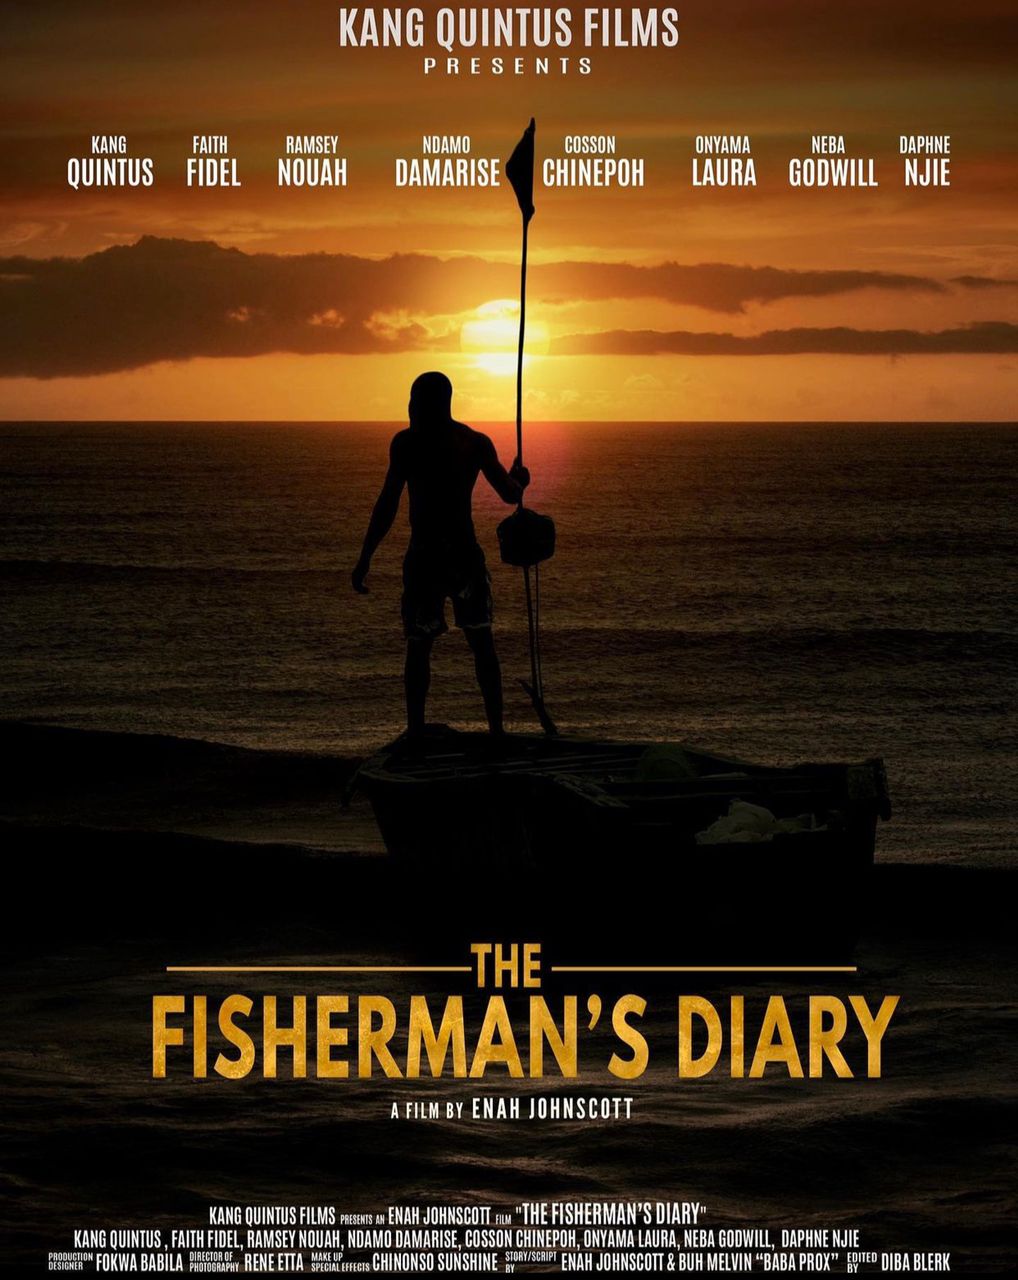 KANG QUINTUS FILMS
PRESENTS
KANG QUINTUS FAITH FIDEL RAMSEY NOUAH NDAMO DAMARISE COSSON CHINEPOH ONYAMA LAURA NEBA GODWILL DAPHNE NJIE
THE
FISHERMAN'S DIARY
A FILM BY ENAH JOHNSCOTT
KANG QUINTUS FILMS PRESENTS AN ENAH JOHNSCOTT FILM "THE FISHERMAN'S DIARY"
KANG QUINTUS , FAITH FIDEL, RAMSEY NOUAH, NDAMO DAMARISE, COSSON CHINEPOH, ONYAMA LAURA, NEBA GODWILL, DAPHNE NJIE
PRODUCTION DESIGNER FOKWA BABILA DIRECTOR OF PHOTOGRAPHY RENE ETTA MAKE UP SPECIAL EFFECTS CHINONSO SUNSHINE STORY/SCRIPT BY ENAH JOHNSCOTT & BUH MELVIN "BABA PROX" EDITED BY DIBA BLERK